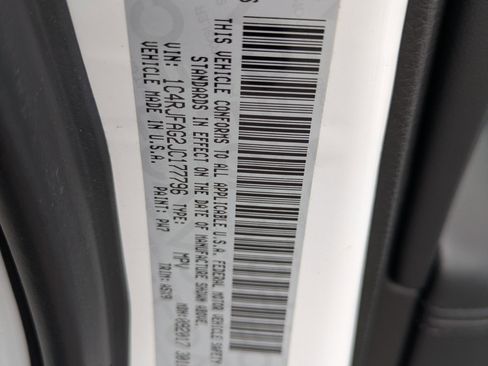 THIS VEHICLE CONFORMS TO ALL APPLICABLE U.S.A. FEDERAL MOTOR VEHICLE SAFETY
STANDARDS IN EFFECT ON THE DATE OF MANUFACTURE SHOWN ABOVE.
VIN: 1C4RJFAG2JC177796 TYPE: MPV
VEHICLE MADE IN U.S.A. PAINT: PW7 TRIM: